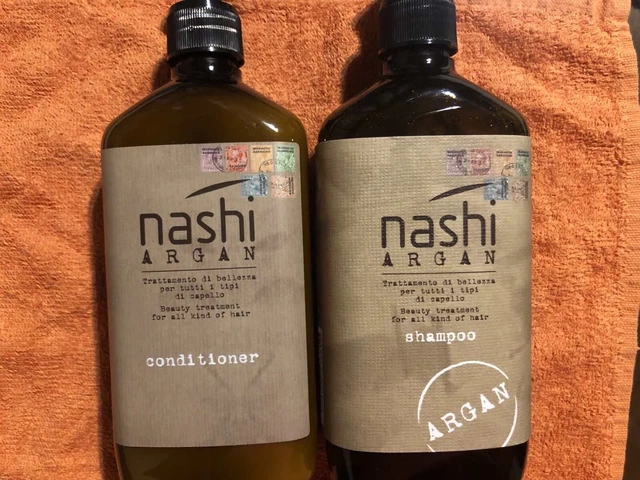 nashi
ARGAN
Trattamento di bellezza
per tutti i tipi
di capello
Beauty treatment
for all kind of hair
conditioner
nashi
ARGAN
Trattamento di bellezza
per tutti i tipi
di capello
Beauty treatment
for all kind of hair
shampoo
ARGAN